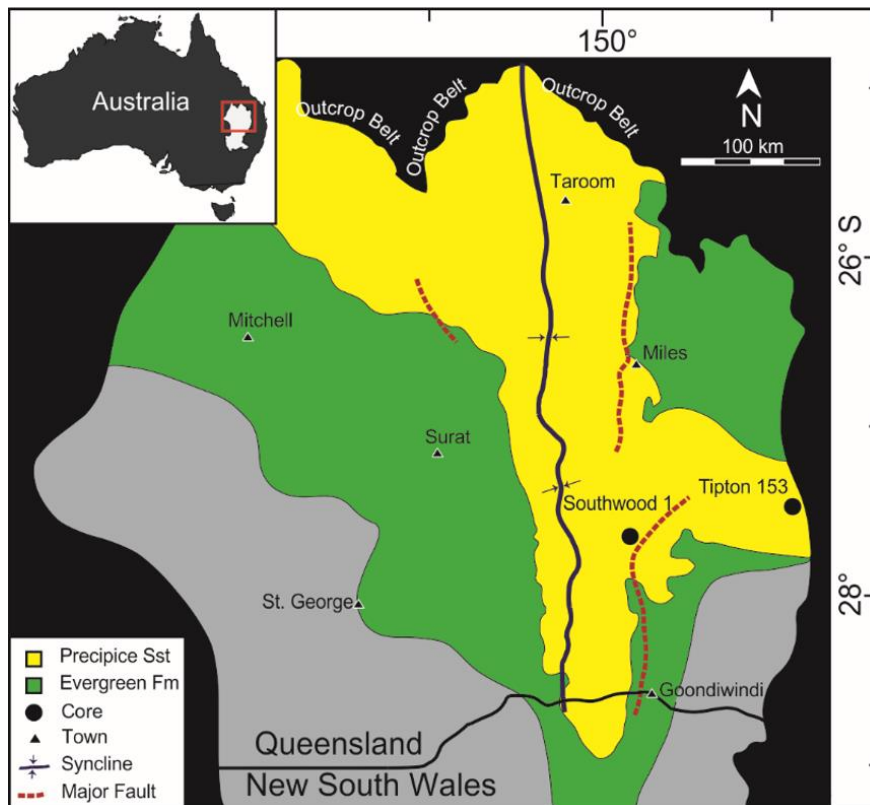 150°
Australia
Outcrop Belt
Outcrop Belt
Outcrop Belt
N
100 km
Taroom
26° S
Mitchell
Miles
Surat
Tipton 153
Southwood 1
28°
St. George
Precipice Sst
Evergreen Fm
Core
Town
Syncline
Major Fault
Goondiwindi
Queensland
New South Wales